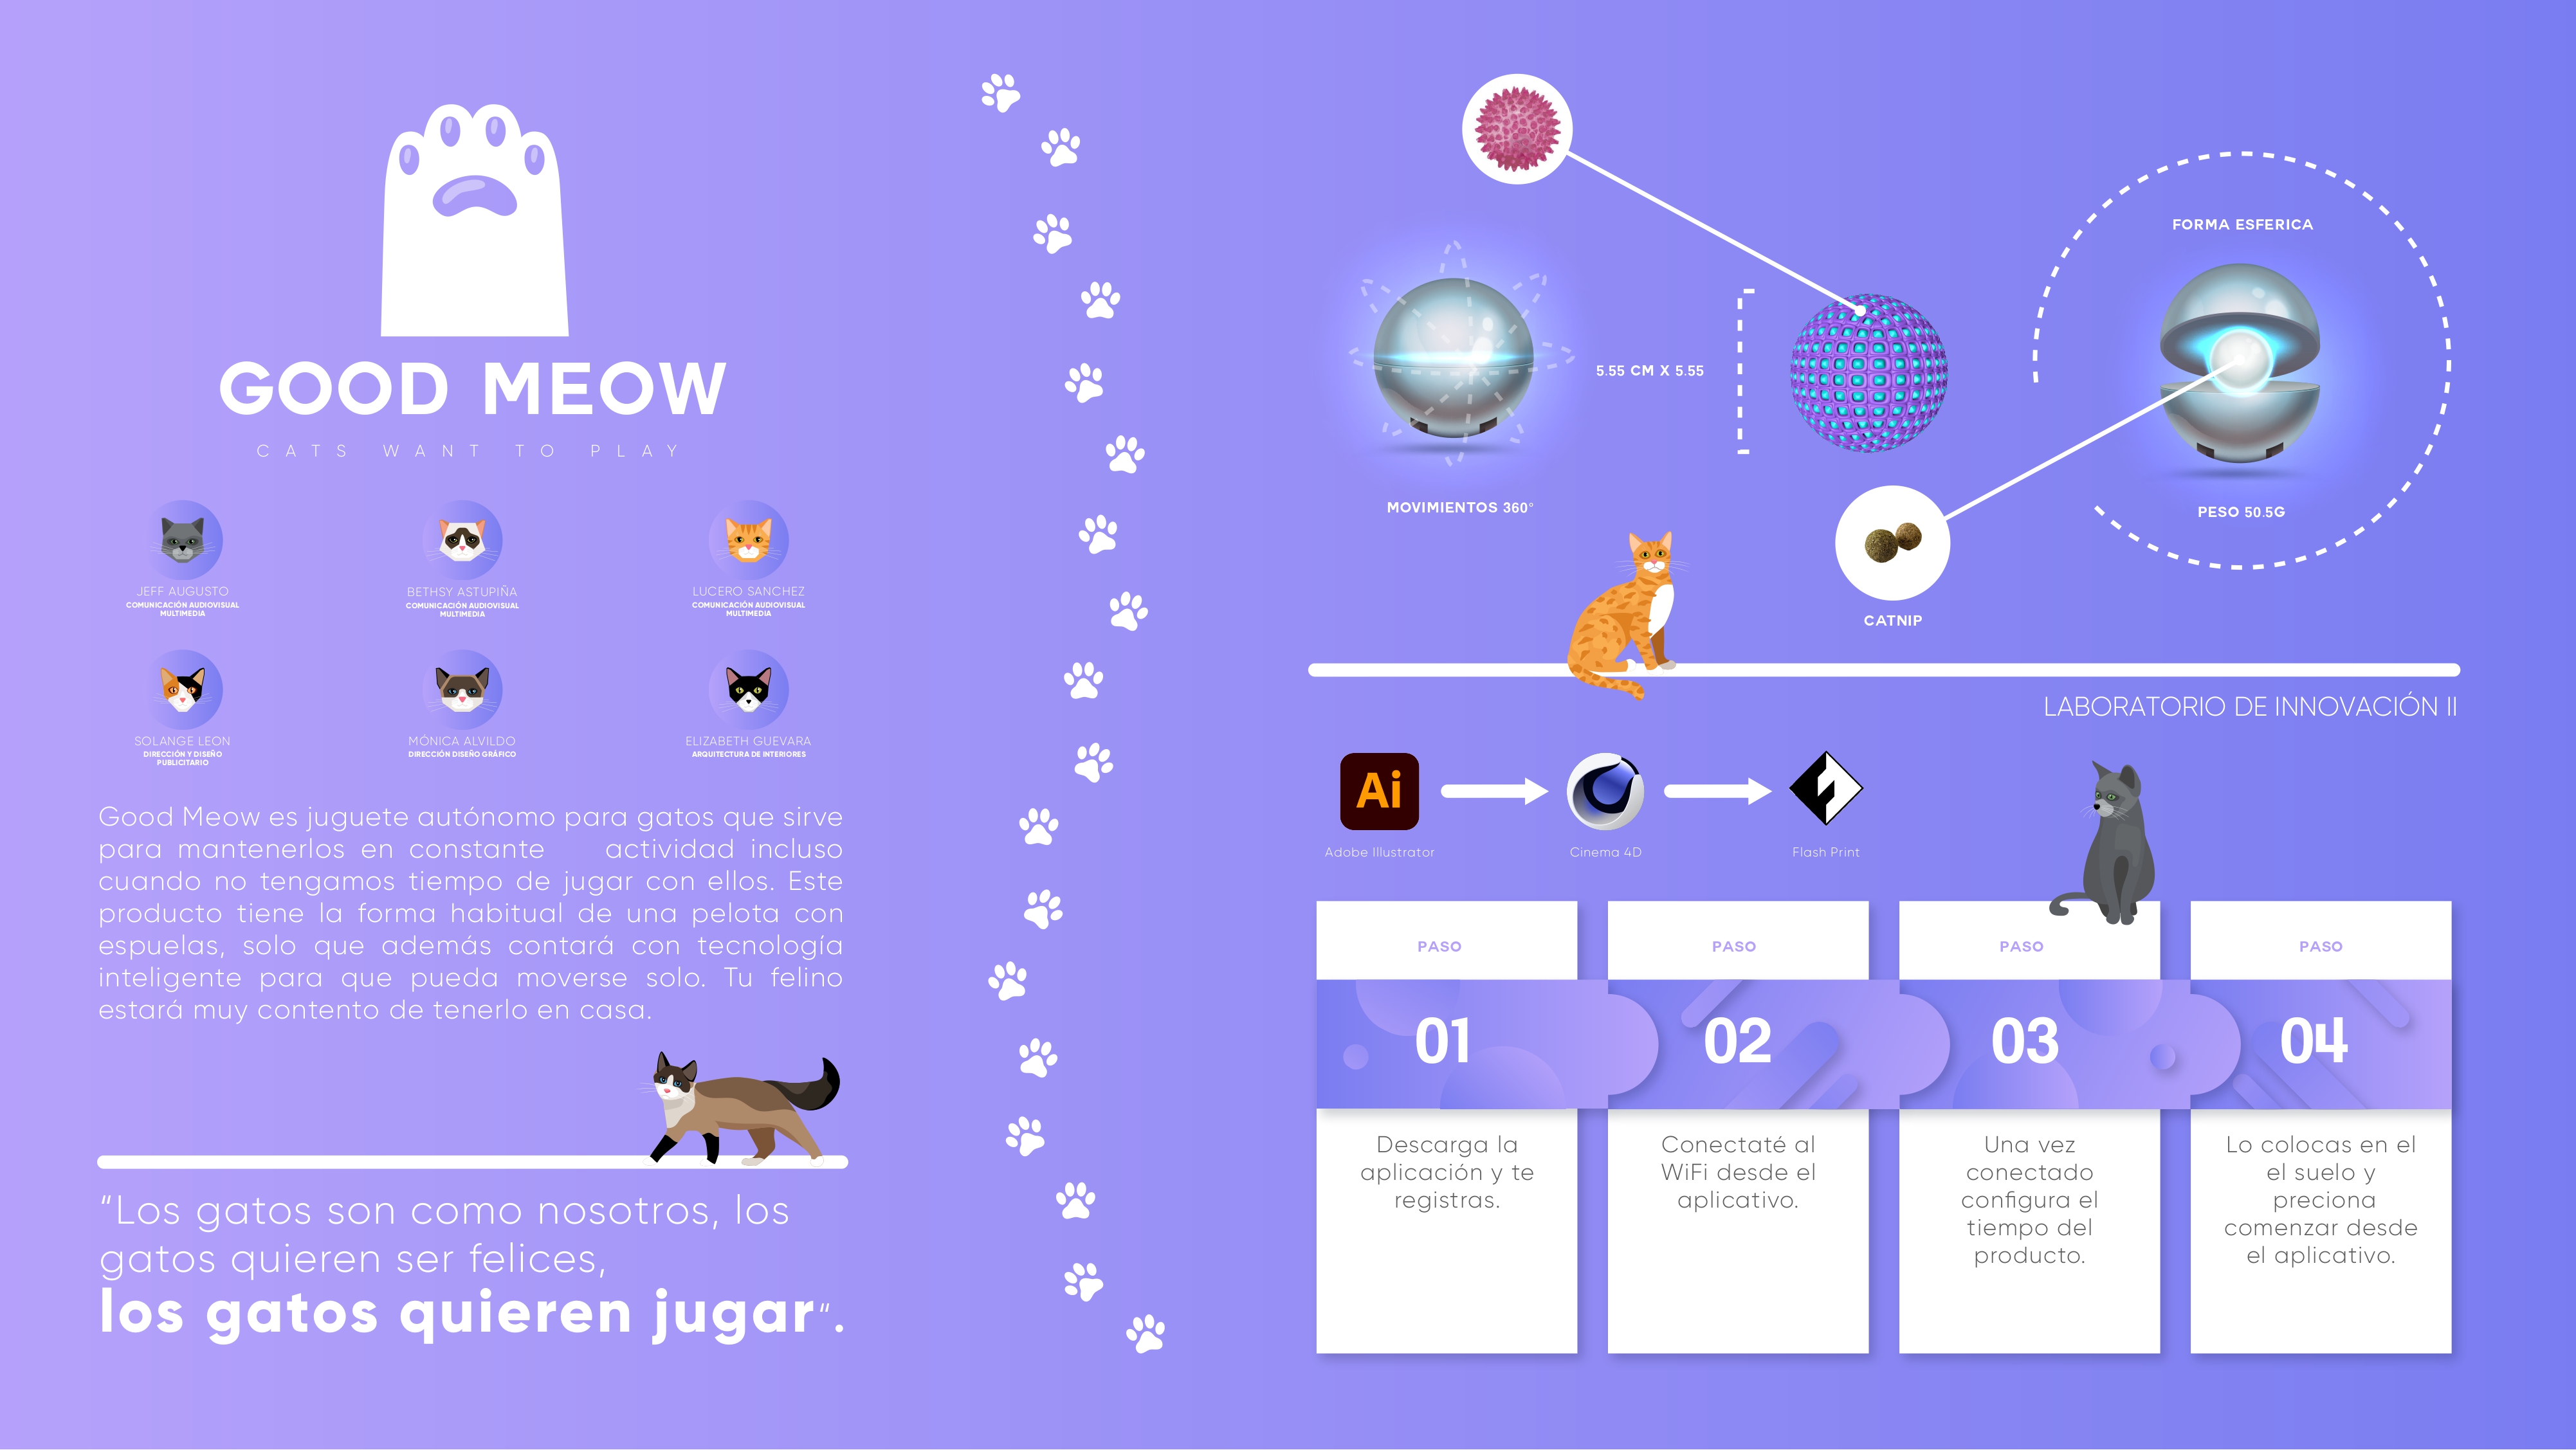 GOOD MEOW
CATS WANT TO PLAY
JEFF AUGUSTO
COMUNICACIÓN AUDIOVISUAL
MULTIMEDIA
BETHSY ASTUPIÑA
COMUNICACIÓN AUDIOVISUAL
MULTIMEDIA
LUCERO SANCHEZ
COMUNICACIÓN AUDIOVISUAL
MULTIMEDIA
SOLANGE LEON
DIRECCIÓN Y DISEÑO
PUBLICITARIO
MÓNICA ALVILDO
DIRECCIÓN DISEÑO GRÁFICO
ELIZABETH GUEVARA
ARQUITECTURA DE INTERIORES
Good Meow es juguete autónomo para gatos que sirve
para mantenerlos en constante actividad incluso
cuando no tengamos tiempo de jugar con ellos. Este
producto tiene la forma habitual de una pelota con
espuelas, solo que además contará con tecnología
inteligente para que pueda moverse solo. Tu felino
estará muy contento de tenerlo en casa.
“Los gatos son como nosotros, los
gatos quieren ser felices,
los gatos quieren jugar“.
MOVIMIENTOS 360°
5.55 CM X 5.55
FORMA ESFERICA
PESO 50.5G
CATNIP
LABORATORIO DE INNOVACIÓN II
Ai
Adobe Illustrator
Cinema 4D
Flash Print
PASO
01
Descarga la
aplicación y te
registras.
PASO
02
Conectaté al
WiFi desde el
aplicativo.
PASO
03
Una vez
conectado
configura el
tiempo del
producto.
PASO
04
Lo colocas en el
el suelo y
preciona
comenzar desde
el aplicativo.